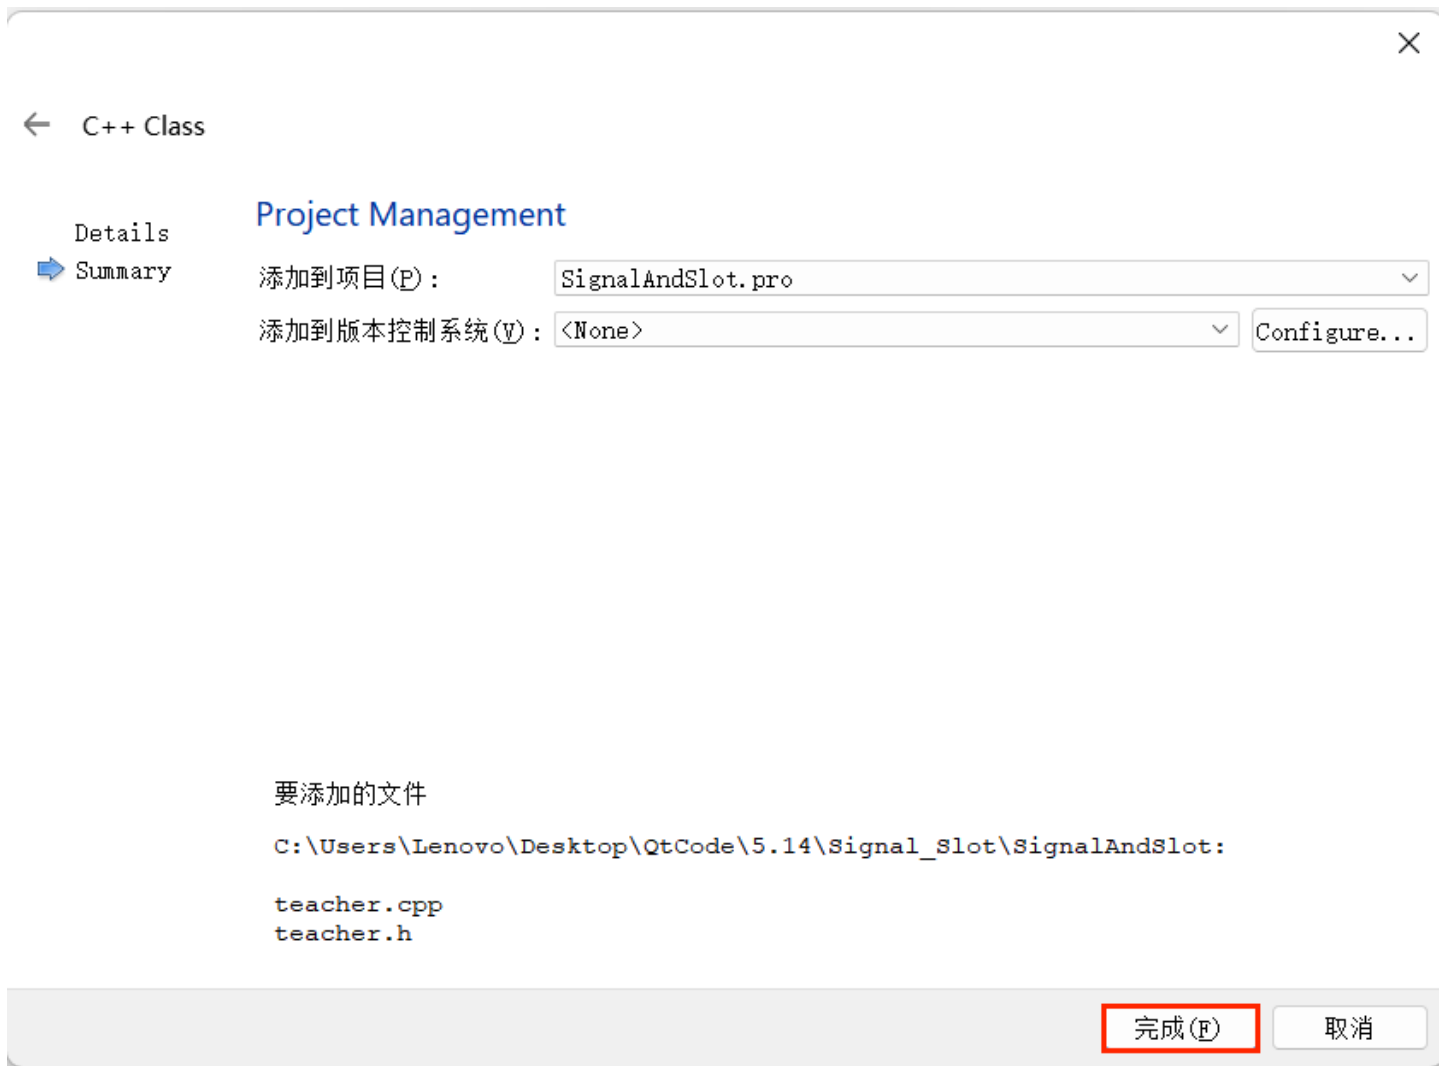 C++ Class
Details
Summary
Project Management
添加到项目(P):
SignalAndSlot.pro
添加到版本控制系统(V):
<None>
Configure...
要添加的文件
C:\Users\Lenovo\Desktop\QtCode\5.14\Signal_Slot\SignalAndSlot:
teacher.cpp
teacher.h
完成(F)
取消